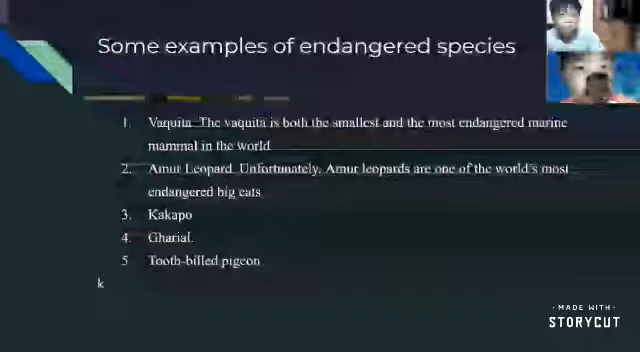 Some examples of endangered species
1. Vaquita. The vaquita is both the smallest and the most endangered marine
mammal in the world
2. Amur Leopard. Unfortunately, Amur leopards are one of the world's most
endangered big cats
3. Kakapo
4. Gharial.
5 Tooth-billed pigeon
k
· MADE WITH ·
STORYCUT